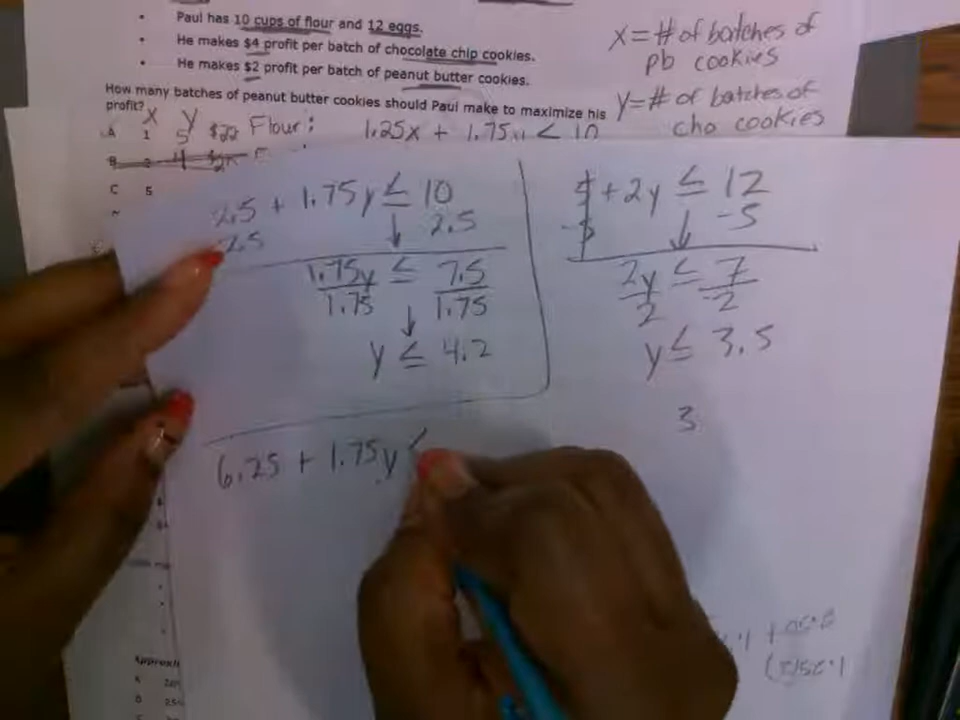 • Paul has 10 cups of flour and 12 eggs.
• He makes $4 profit per batch of chocolate chip cookies.
• He makes $2 profit per batch of peanut butter cookies.
How many batches of peanut butter cookies should Paul make to maximize his
profit?
x = # of batches of
pb cookies
y = # of batches of
cho cookies
X Y
A 1 5 $22 Flour: 1.25x + 1.75y < 10
B 4
C 5
2.5 + 1.75y ≤ 10
2.5 2.5
1.75y ≤ 7.5
1.75 1.75
y ≤ 4.2
+ 2y ≤ 12
-5
2y ≤ 7
2 2
y ≤ 3.5
3
6.25 + 1.75y <